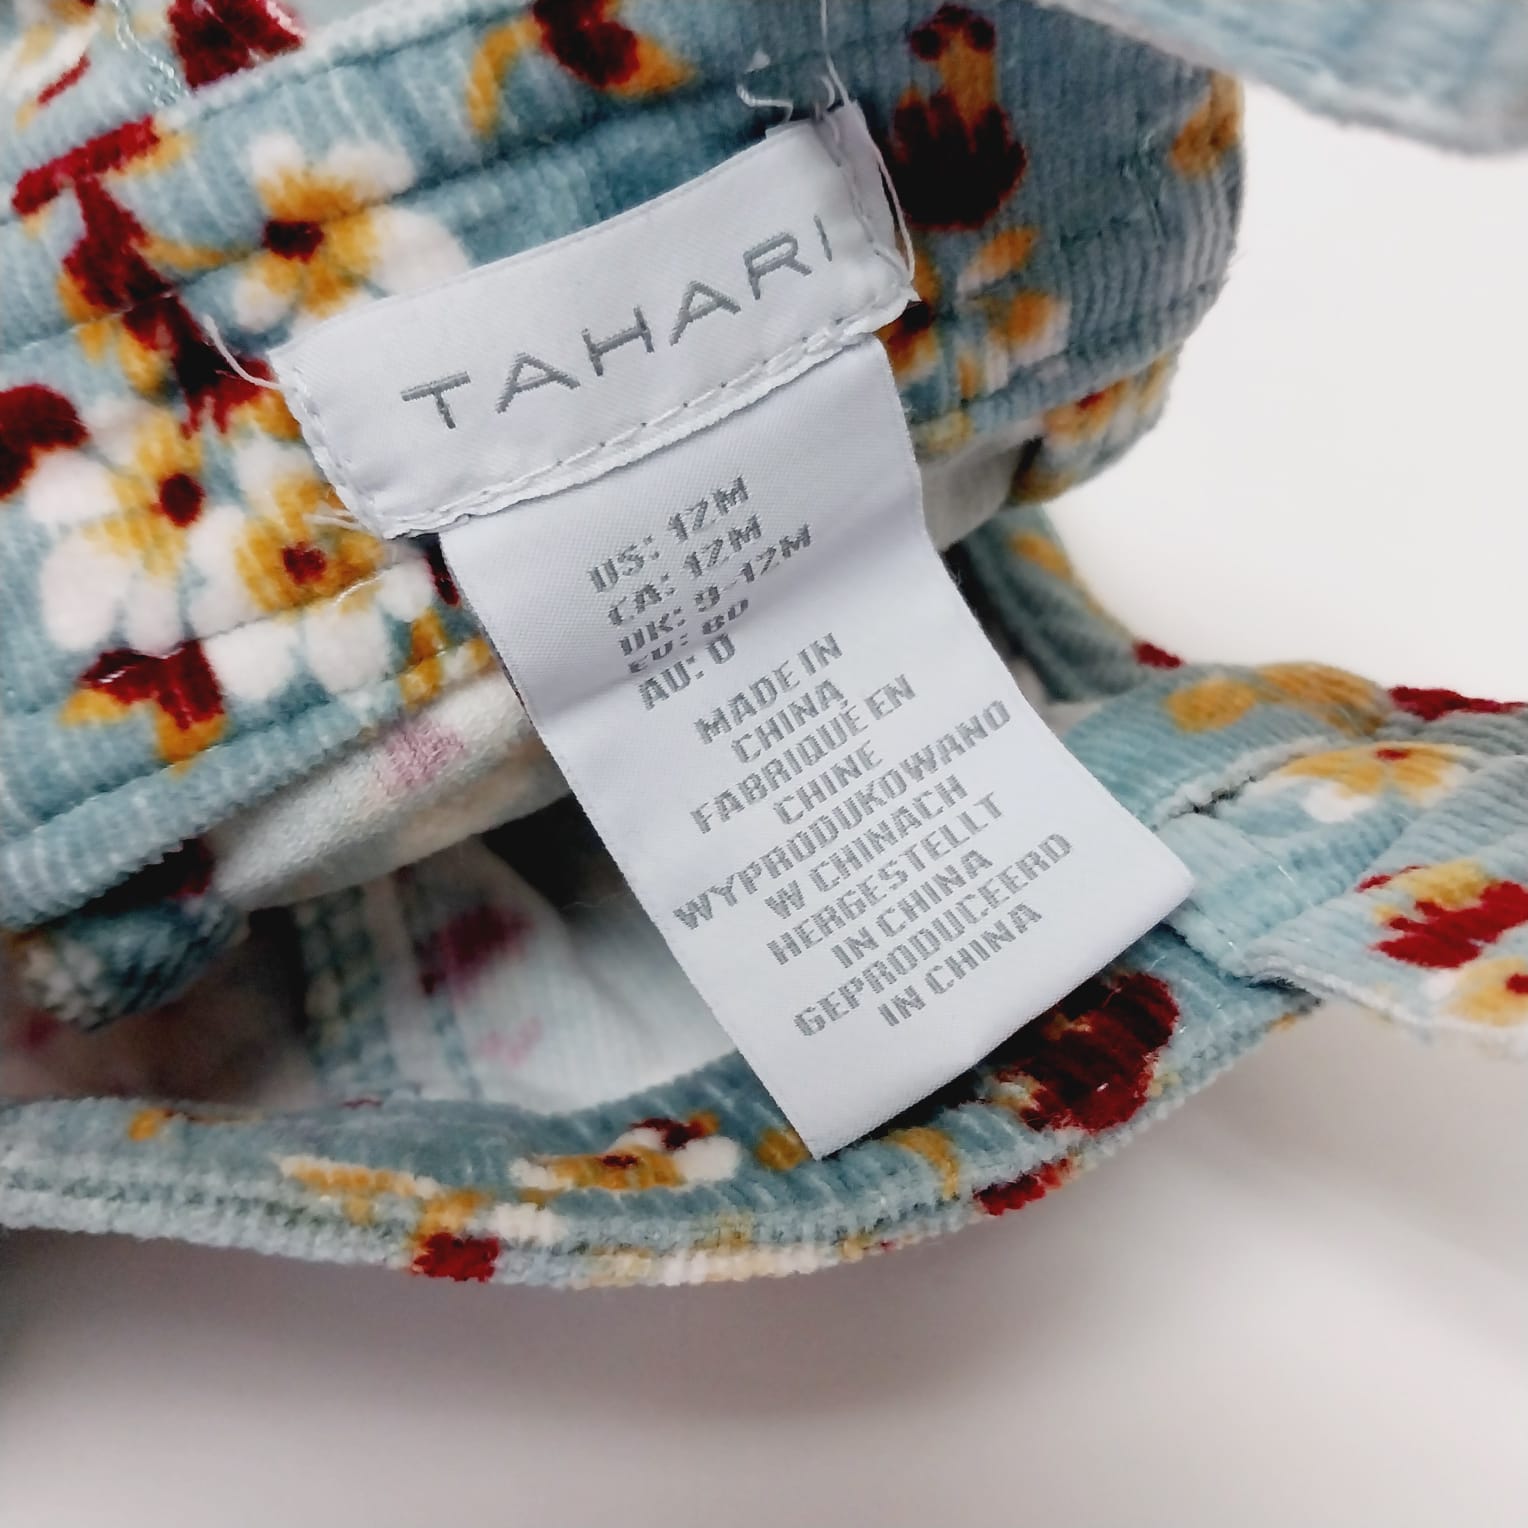 TAHARI
US: 12M
CA: 12M
UK: 9-12M
EU: 80
AU: 0
MADE IN
CHINA,
FABRIQUÉ EN
CHINE
WYPRODUKOWANO
W CHINACH
HERGESTELLT
IN CHINA
GEPRODUCEERD
IN CHINA